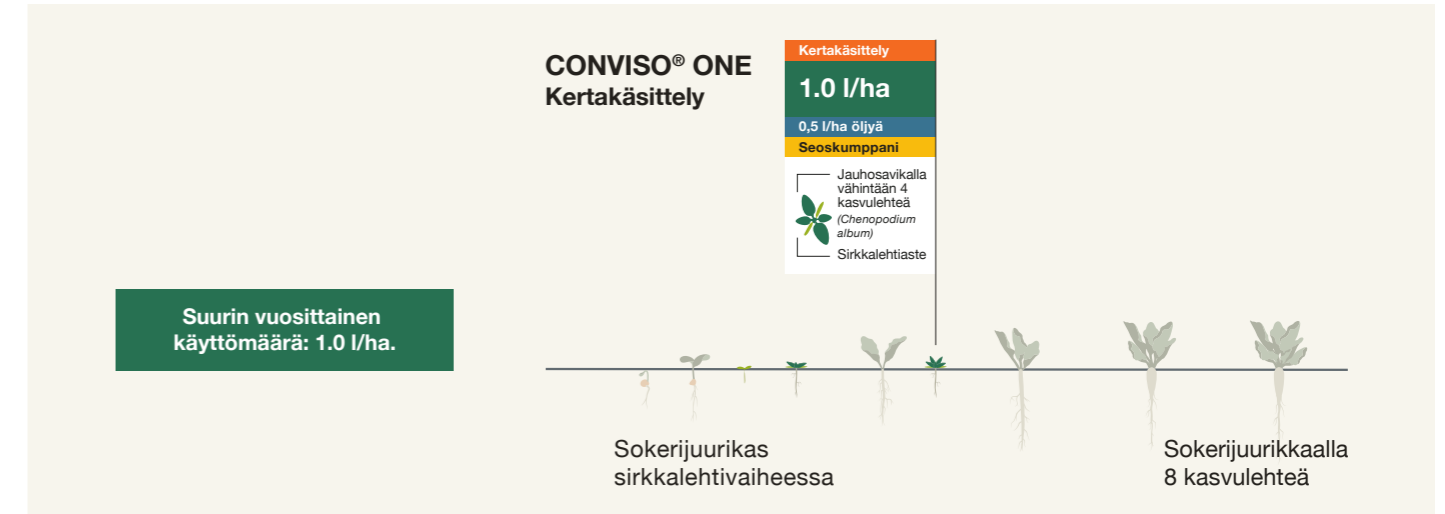 CONVISO® ONE
Kertakäsittely
Kertakäsittely
1.0 l/ha
0,5 l/ha öljyä
Seoskumppani
Jauhosavikalla
vähintään 4
kasvulehteä
(Chenopodium
album)
Sirkkalehtiaste
Suurin vuosittainen
käyttömäärä: 1.0 l/ha.
Sokerijuurikas
sirkkalehtivaiheessa
Sokerijuurikkaalla
8 kasvulehteä